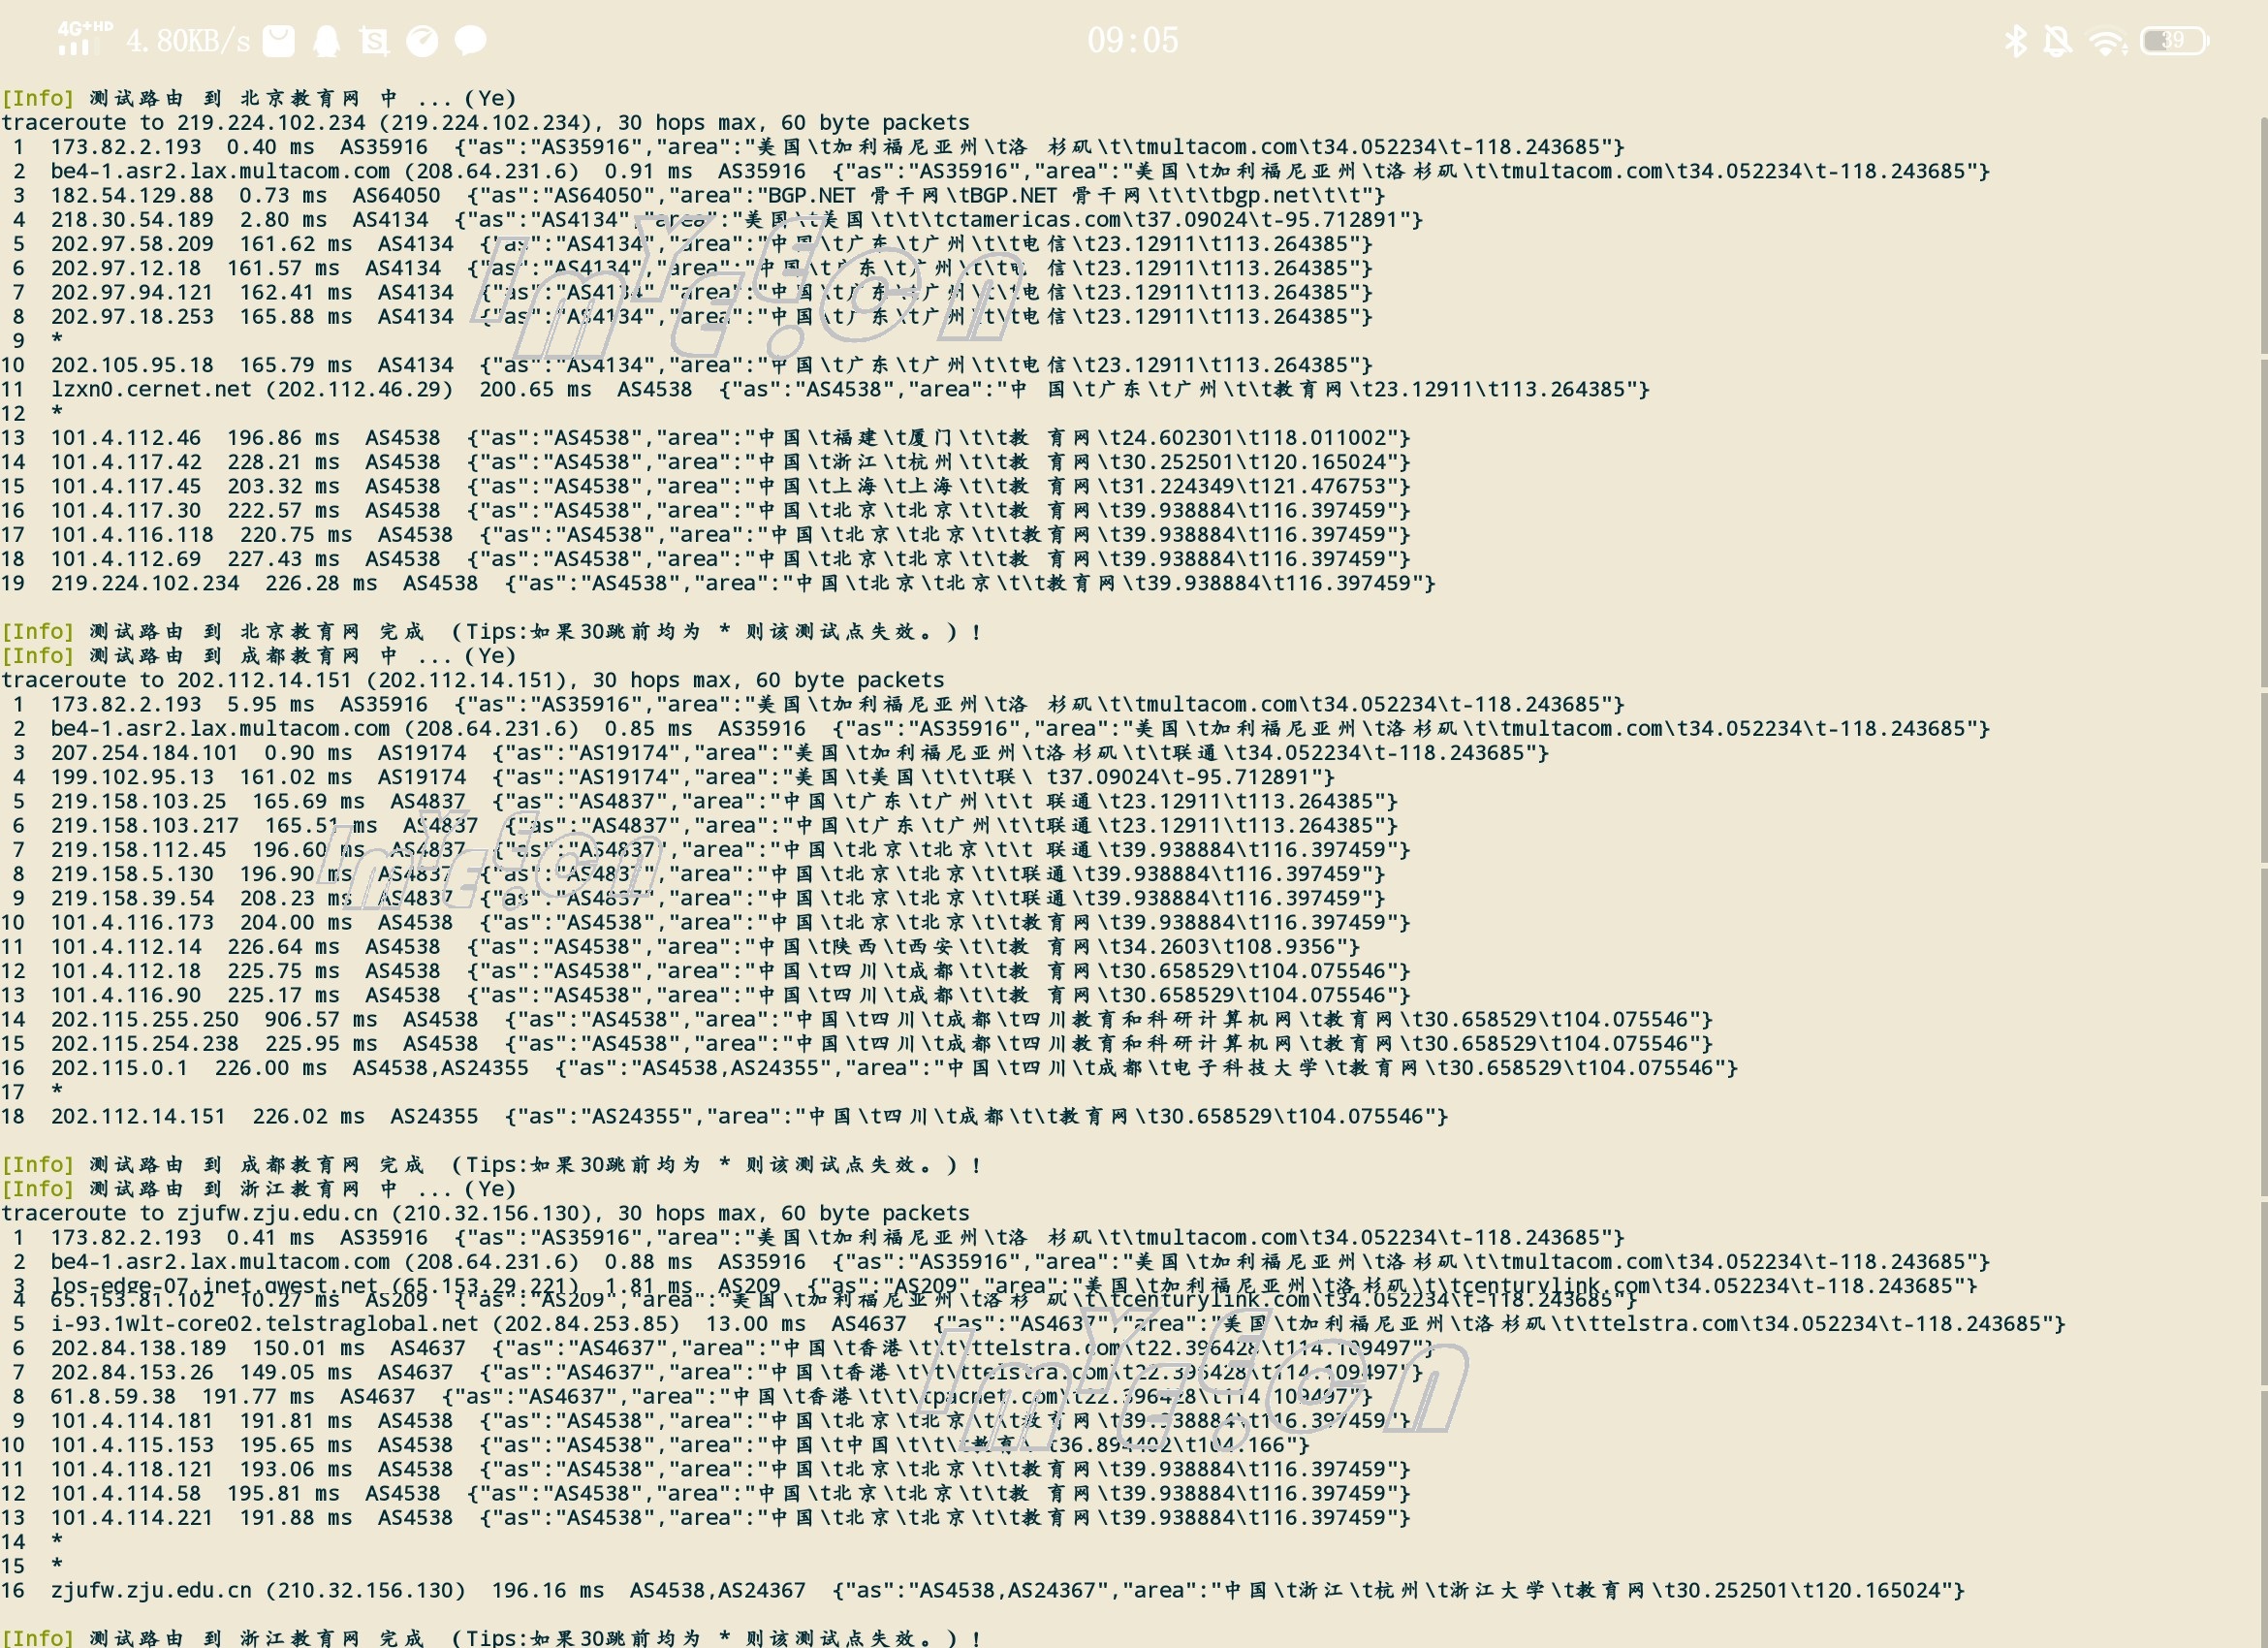 4G+HD 4.80KB/s 09:05 39
[Info] 测试路由 到 北京教育网 中 ... (Ye)
traceroute to 219.224.102.234 (219.224.102.234), 30 hops max, 60 byte packets
1 173.82.2.193 0.40 ms AS35916 {"as":"AS35916","area":"美国\t加利福尼亚州\t洛 杉矶\t\tmultacom.com\t34.052234\t-118.243685"}
2 be4-1.asr2.lax.multacom.com (208.64.231.6) 0.91 ms AS35916 {"as":"AS35916","area":"美国\t加利福尼亚州\t洛杉矶\t\tmultacom.com\t34.052234\t-118.243685"}
3 182.54.129.88 0.73 ms AS64050 {"as":"AS64050","area":"BGP.NET 骨干网\tBGP.NET 骨干网\t\t\tbgp.net\t\t"}
4 218.30.54.189 2.80 ms AS4134 {"as":"AS4134","area":"美国\t美国\t\t\tctamericas.com\t37.09024\t-95.712891"}
5 202.97.58.209 161.62 ms AS4134 {"as":"AS4134","area":"中国\t广东\t广州\t\t电信\t23.12911\t113.264385"}
6 202.97.12.18 161.57 ms AS4134 {"as":"AS4134","area":"中国\t广东\t广州\t\t电 信\t23.12911\t113.264385"}
7 202.97.94.121 162.41 ms AS4134 {"as":"AS4134","area":"中国\t广东\t广州\t\t电信\t23.12911\t113.264385"}
8 202.97.18.253 165.88 ms AS4134 {"as":"AS4134","area":"中国\t广东\t广州\t\t电信\t23.12911\t113.264385"}
9 *
10 202.105.95.18 165.79 ms AS4134 {"as":"AS4134","area":"中国\t广东\t广州\t\t电信\t23.12911\t113.264385"}
11 lzxn0.cernet.net (202.112.46.29) 200.65 ms AS4538 {"as":"AS4538","area":"中 国\t广东\t广州\t\t教育网\t23.12911\t113.264385"}
12 *
13 101.4.112.46 196.86 ms AS4538 {"as":"AS4538","area":"中国\t福建\t厦门\t\t教 育网\t24.602301\t118.011002"}
14 101.4.117.42 228.21 ms AS4538 {"as":"AS4538","area":"中国\t浙江\t杭州\t\t教 育网\t30.252501\t120.165024"}
15 101.4.117.45 203.32 ms AS4538 {"as":"AS4538","area":"中国\t上海\t上海\t\t教 育网\t31.224349\t121.476753"}
16 101.4.117.30 222.57 ms AS4538 {"as":"AS4538","area":"中国\t北京\t北京\t\t教 育网\t39.938884\t116.397459"}
17 101.4.116.118 220.75 ms AS4538 {"as":"AS4538","area":"中国\t北京\t北京\t\t教育网\t39.938884\t116.397459"}
18 101.4.112.69 227.43 ms AS4538 {"as":"AS4538","area":"中国\t北京\t北京\t\t教 育网\t39.938884\t116.397459"}
19 219.224.102.234 226.28 ms AS4538 {"as":"AS4538","area":"中国\t北京\t北京\t\t教育网\t39.938884\t116.397459"}
[Info] 测试路由 到 北京教育网 完成 （Tips:如果30跳前均为 * 则该测试点失效。）！
[Info] 测试路由 到 成都教育网 中 ... (Ye)
traceroute to 202.112.14.151 (202.112.14.151), 30 hops max, 60 byte packets
1 173.82.2.193 5.95 ms AS35916 {"as":"AS35916","area":"美国\t加利福尼亚州\t洛 杉矶\t\tmultacom.com\t34.052234\t-118.243685"}
2 be4-1.asr2.lax.multacom.com (208.64.231.6) 0.85 ms AS35916 {"as":"AS35916","area":"美国\t加利福尼亚州\t洛杉矶\t\tmultacom.com\t34.052234\t-118.243685"}
3 207.254.184.101 0.90 ms AS19174 {"as":"AS19174","area":"美国\t加利福尼亚州\t洛杉矶\t\t联通\t34.052234\t-118.243685"}
4 199.102.95.13 161.02 ms AS19174 {"as":"AS19174","area":"美国\t美国\t\t\t联\ t37.09024\t-95.712891"}
5 219.158.103.25 165.69 ms AS4837 {"as":"AS4837","area":"中国\t广东\t广州\t\t 联通\t23.12911\t113.264385"}
6 219.158.103.217 165.51 ms AS4837 {"as":"AS4837","area":"中国\t广东\t广州\t\t联通\t23.12911\t113.264385"}
7 219.158.112.45 196.60 ms AS4837 {"as":"AS4837","area":"中国\t北京\t北京\t\t 联通\t39.938884\t116.397459"}
8 219.158.5.130 196.90 ms AS4837 {"as":"AS4837","area":"中国\t北京\t北京\t\t联通\t39.938884\t116.397459"}
9 219.158.39.54 208.23 ms AS4837 {"as":"AS4837","area":"中国\t北京\t北京\t\t联通\t39.938884\t116.397459"}
10 101.4.116.173 204.00 ms AS4538 {"as":"AS4538","area":"中国\t北京\t北京\t\t教育网\t39.938884\t116.397459"}
11 101.4.112.14 226.64 ms AS4538 {"as":"AS4538","area":"中国\t陕西\t西安\t\t教 育网\t34.2603\t108.9356"}
12 101.4.112.18 225.75 ms AS4538 {"as":"AS4538","area":"中国\t四川\t成都\t\t教 育网\t30.658529\t104.075546"}
13 101.4.116.90 225.17 ms AS4538 {"as":"AS4538","area":"中国\t四川\t成都\t\t教 育网\t30.658529\t104.075546"}
14 202.115.255.250 906.57 ms AS4538 {"as":"AS4538","area":"中国\t四川\t成都\t四川教育和科研计算机网\t教育网\t30.658529\t104.075546"}
15 202.115.254.238 225.95 ms AS4538 {"as":"AS4538","area":"中国\t四川\t成都\t四川教育和科研计算机网\t教育网\t30.658529\t104.075546"}
16 202.115.0.1 226.00 ms AS4538,AS24355 {"as":"AS4538,AS24355","area":"中国\t四川\t成都\t电子科技大学\t教育网\t30.658529\t104.075546"}
17 *
18 202.112.14.151 226.02 ms AS24355 {"as":"AS24355","area":"中国\t四川\t成都\t\t教育网\t30.658529\t104.075546"}
[Info] 测试路由 到 成都教育网 完成 （Tips:如果30跳前均为 * 则该测试点失效。）！
[Info] 测试路由 到 浙江教育网 中 ... (Ye)
traceroute to zjufw.zju.edu.cn (210.32.156.130), 30 hops max, 60 byte packets
1 173.82.2.193 0.41 ms AS35916 {"as":"AS35916","area":"美国\t加利福尼亚州\t洛 杉矶\t\tmultacom.com\t34.052234\t-118.243685"}
2 be4-1.asr2.lax.multacom.com (208.64.231.6) 0.88 ms AS35916 {"as":"AS35916","area":"美国\t加利福尼亚州\t洛杉矶\t\tmultacom.com\t34.052234\t-118.243685"}
3 los-edge-07.inet.qwest.net (65.153.29.221) 1.81 ms AS209 {"as":"AS209","area":"美国\t加利福尼亚州\t洛杉矶\t\tcenturylink.com\t34.052234\t-118.243685"}
4 65.153.81.102 10.27 ms AS209 {"as":"AS209","area":"美国\t加利福尼亚州\t洛杉 矶\t\tcenturylink.com\t34.052234\t-118.243685"}
5 i-93.1wlt-core02.telstraglobal.net (202.84.253.85) 13.00 ms AS4637 {"as":"AS4637","area":"美国\t加利福尼亚州\t洛杉矶\t\ttelstra.com\t34.052234\t-118.243685"}
6 202.84.138.189 150.01 ms AS4637 {"as":"AS4637","area":"中国\t香港\t\t\ttelstra.com\t22.396428\t114.109497"}
7 202.84.153.26 149.05 ms AS4637 {"as":"AS4637","area":"中国\t香港\t\t\ttelstra.com\t22.396428\t114.109497"}
8 61.8.59.38 191.77 ms AS4637 {"as":"AS4637","area":"中国\t香港\t\t\tpacnet.com\t22.396428\t114.109497"}
9 101.4.114.181 191.81 ms AS4538 {"as":"AS4538","area":"中国\t北京\t北京\t\t教育网\t39.938884\t116.397459"}
10 101.4.115.153 195.65 ms AS4538 {"as":"AS4538","area":"中国\t中国\t\t\t教育\ t36.894402\t104.166"}
11 101.4.118.121 193.06 ms AS4538 {"as":"AS4538","area":"中国\t北京\t北京\t\t教育网\t39.938884\t116.397459"}
12 101.4.114.58 195.81 ms AS4538 {"as":"AS4538","area":"中国\t北京\t北京\t\t教 育网\t39.938884\t116.397459"}
13 101.4.114.221 191.88 ms AS4538 {"as":"AS4538","area":"中国\t北京\t北京\t\t教育网\t39.938884\t116.397459"}
14 *
15 *
16 zjufw.zju.edu.cn (210.32.156.130) 196.16 ms AS4538,AS24367 {"as":"AS4538,AS24367","area":"中国\t浙江\t杭州\t浙江大学\t教育网\t30.252501\t120.165024"}
[Info] 测试路由 到 浙江教育网 完成 （Tips:如果30跳前均为 * 则该测试点失效。）！